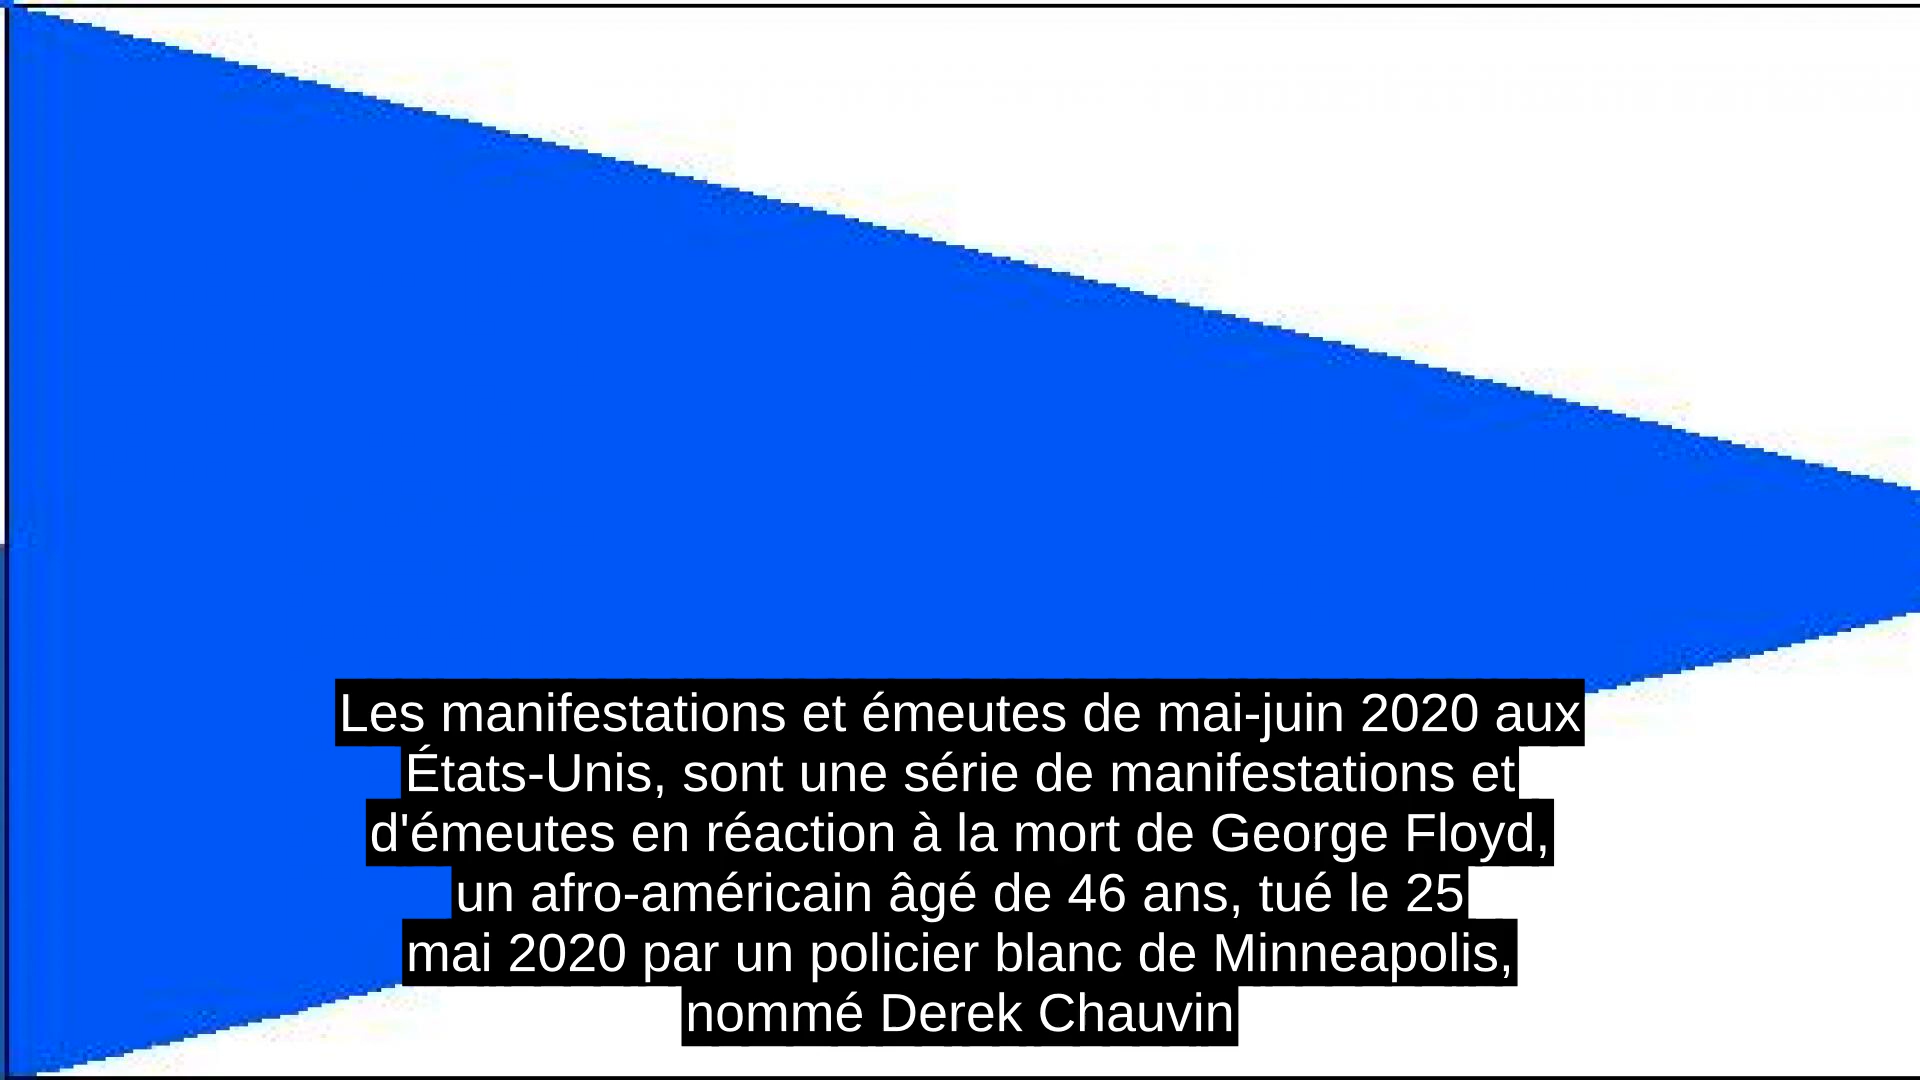 Les manifestations et émeutes de mai-juin 2020 aux
États-Unis, sont une série de manifestations et
d'émeutes en réaction à la mort de George Floyd,
un afro-américain âgé de 46 ans, tué le 25
mai 2020 par un policier blanc de Minneapolis,
nommé Derek Chauvin